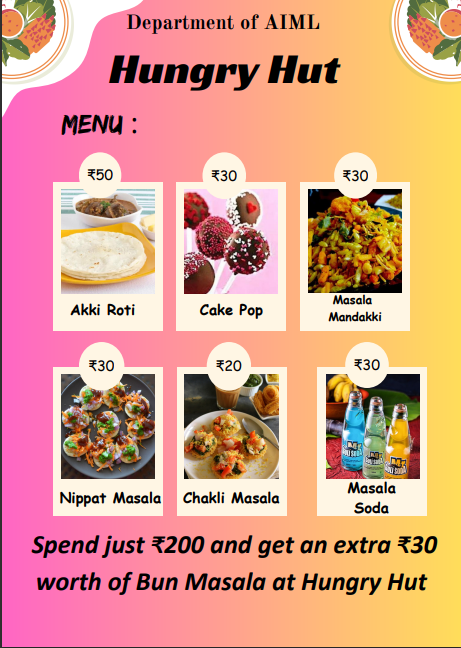 Department of AIML
Hungry Hut
MENU :
₹50
₹30
₹30
Akki Roti
Cake Pop
Masala
Mandakki
₹30
₹20
₹30
Nippat Masala
Chakli Masala
Masala
Soda
Spend just ₹200 and get an extra ₹30
worth of Bun Masala at Hungry Hut